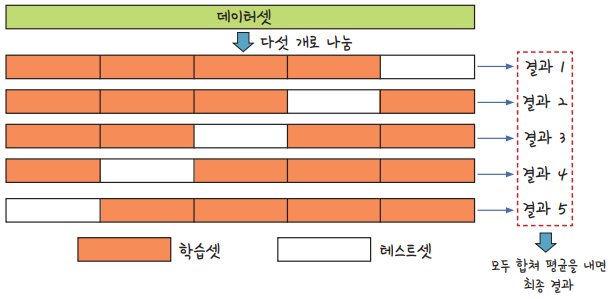 데이터셋
다섯 개로 나눔
결과 1
결과 2
결과 3
결과 4
결과 5
학습셋
테스트셋
모두 합쳐 평균을 내면
최종 결과